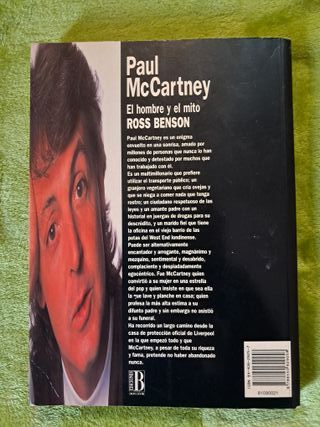 Paul
McCartney
El hombre y el mito
ROSS BENSON
Paul McCartney es un enigma
envuelto en una sonrisa, amado por
millones de personas que nunca lo han
conocido y detestado por muchos que
han trabajado con él.
Es un multimillonario que prefiere
utilizar el transporte público; un
granjero vegetariano que cría ovejas y
que se niega a comer nada que tenga
rostro; un ciudadano respetuoso de las
leyes y un amante padre con un
historial en juergas de drogas para su
descrédito, y un marido fiel que tiene
la oficina en el viejo barrio de las
putas del West End londinense.
Puede ser alternativamente
encantador y arrogante, magnánimo y
mezquino, sentimental y desabrido,
complaciente y despiadadamente
egocéntrico. Fue McCartney quien
convirtió a su mujer en una estrella
del pop y quien insiste en que sea ella
la que lave y planche en casa; quien
profesa la más alta estima a su
difunto padre y sin embargo no asistió
a su funeral.
Ha recorrido un largo camino desde la
casa de protección oficial de Liverpool
en la que empezó todo y que
McCartney, a pesar de toda su riqueza
y fama, pretende no haber abandonado
nunca.
EDICIONES
B